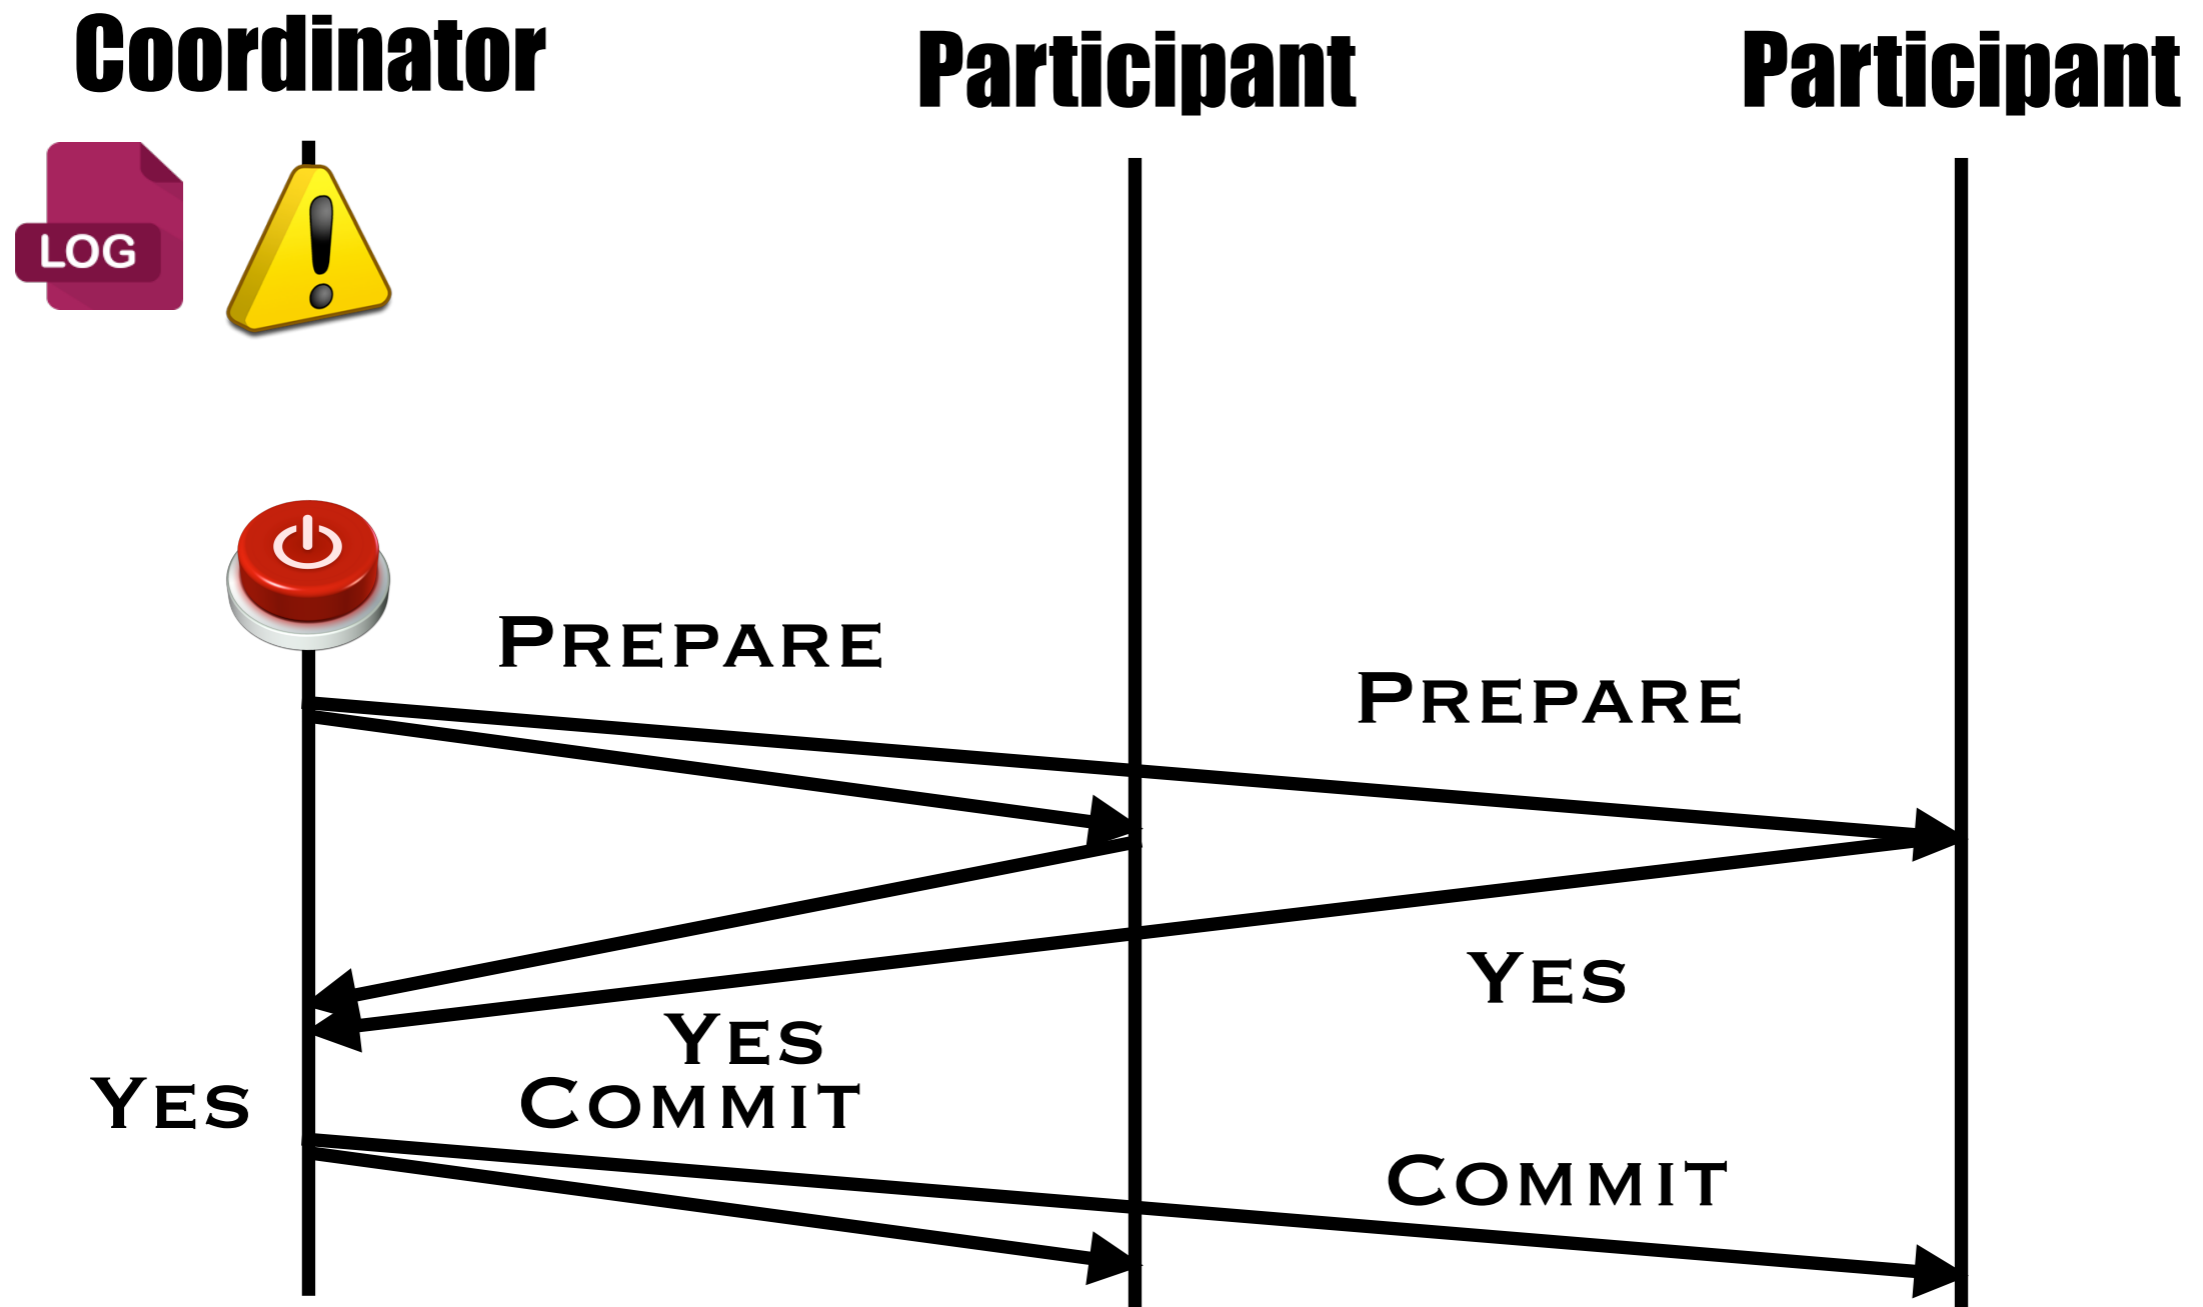 Coordinator
Participant
Participant
LOG
PREPARE
PREPARE
YES
YES
YES
COMMIT
COMMIT